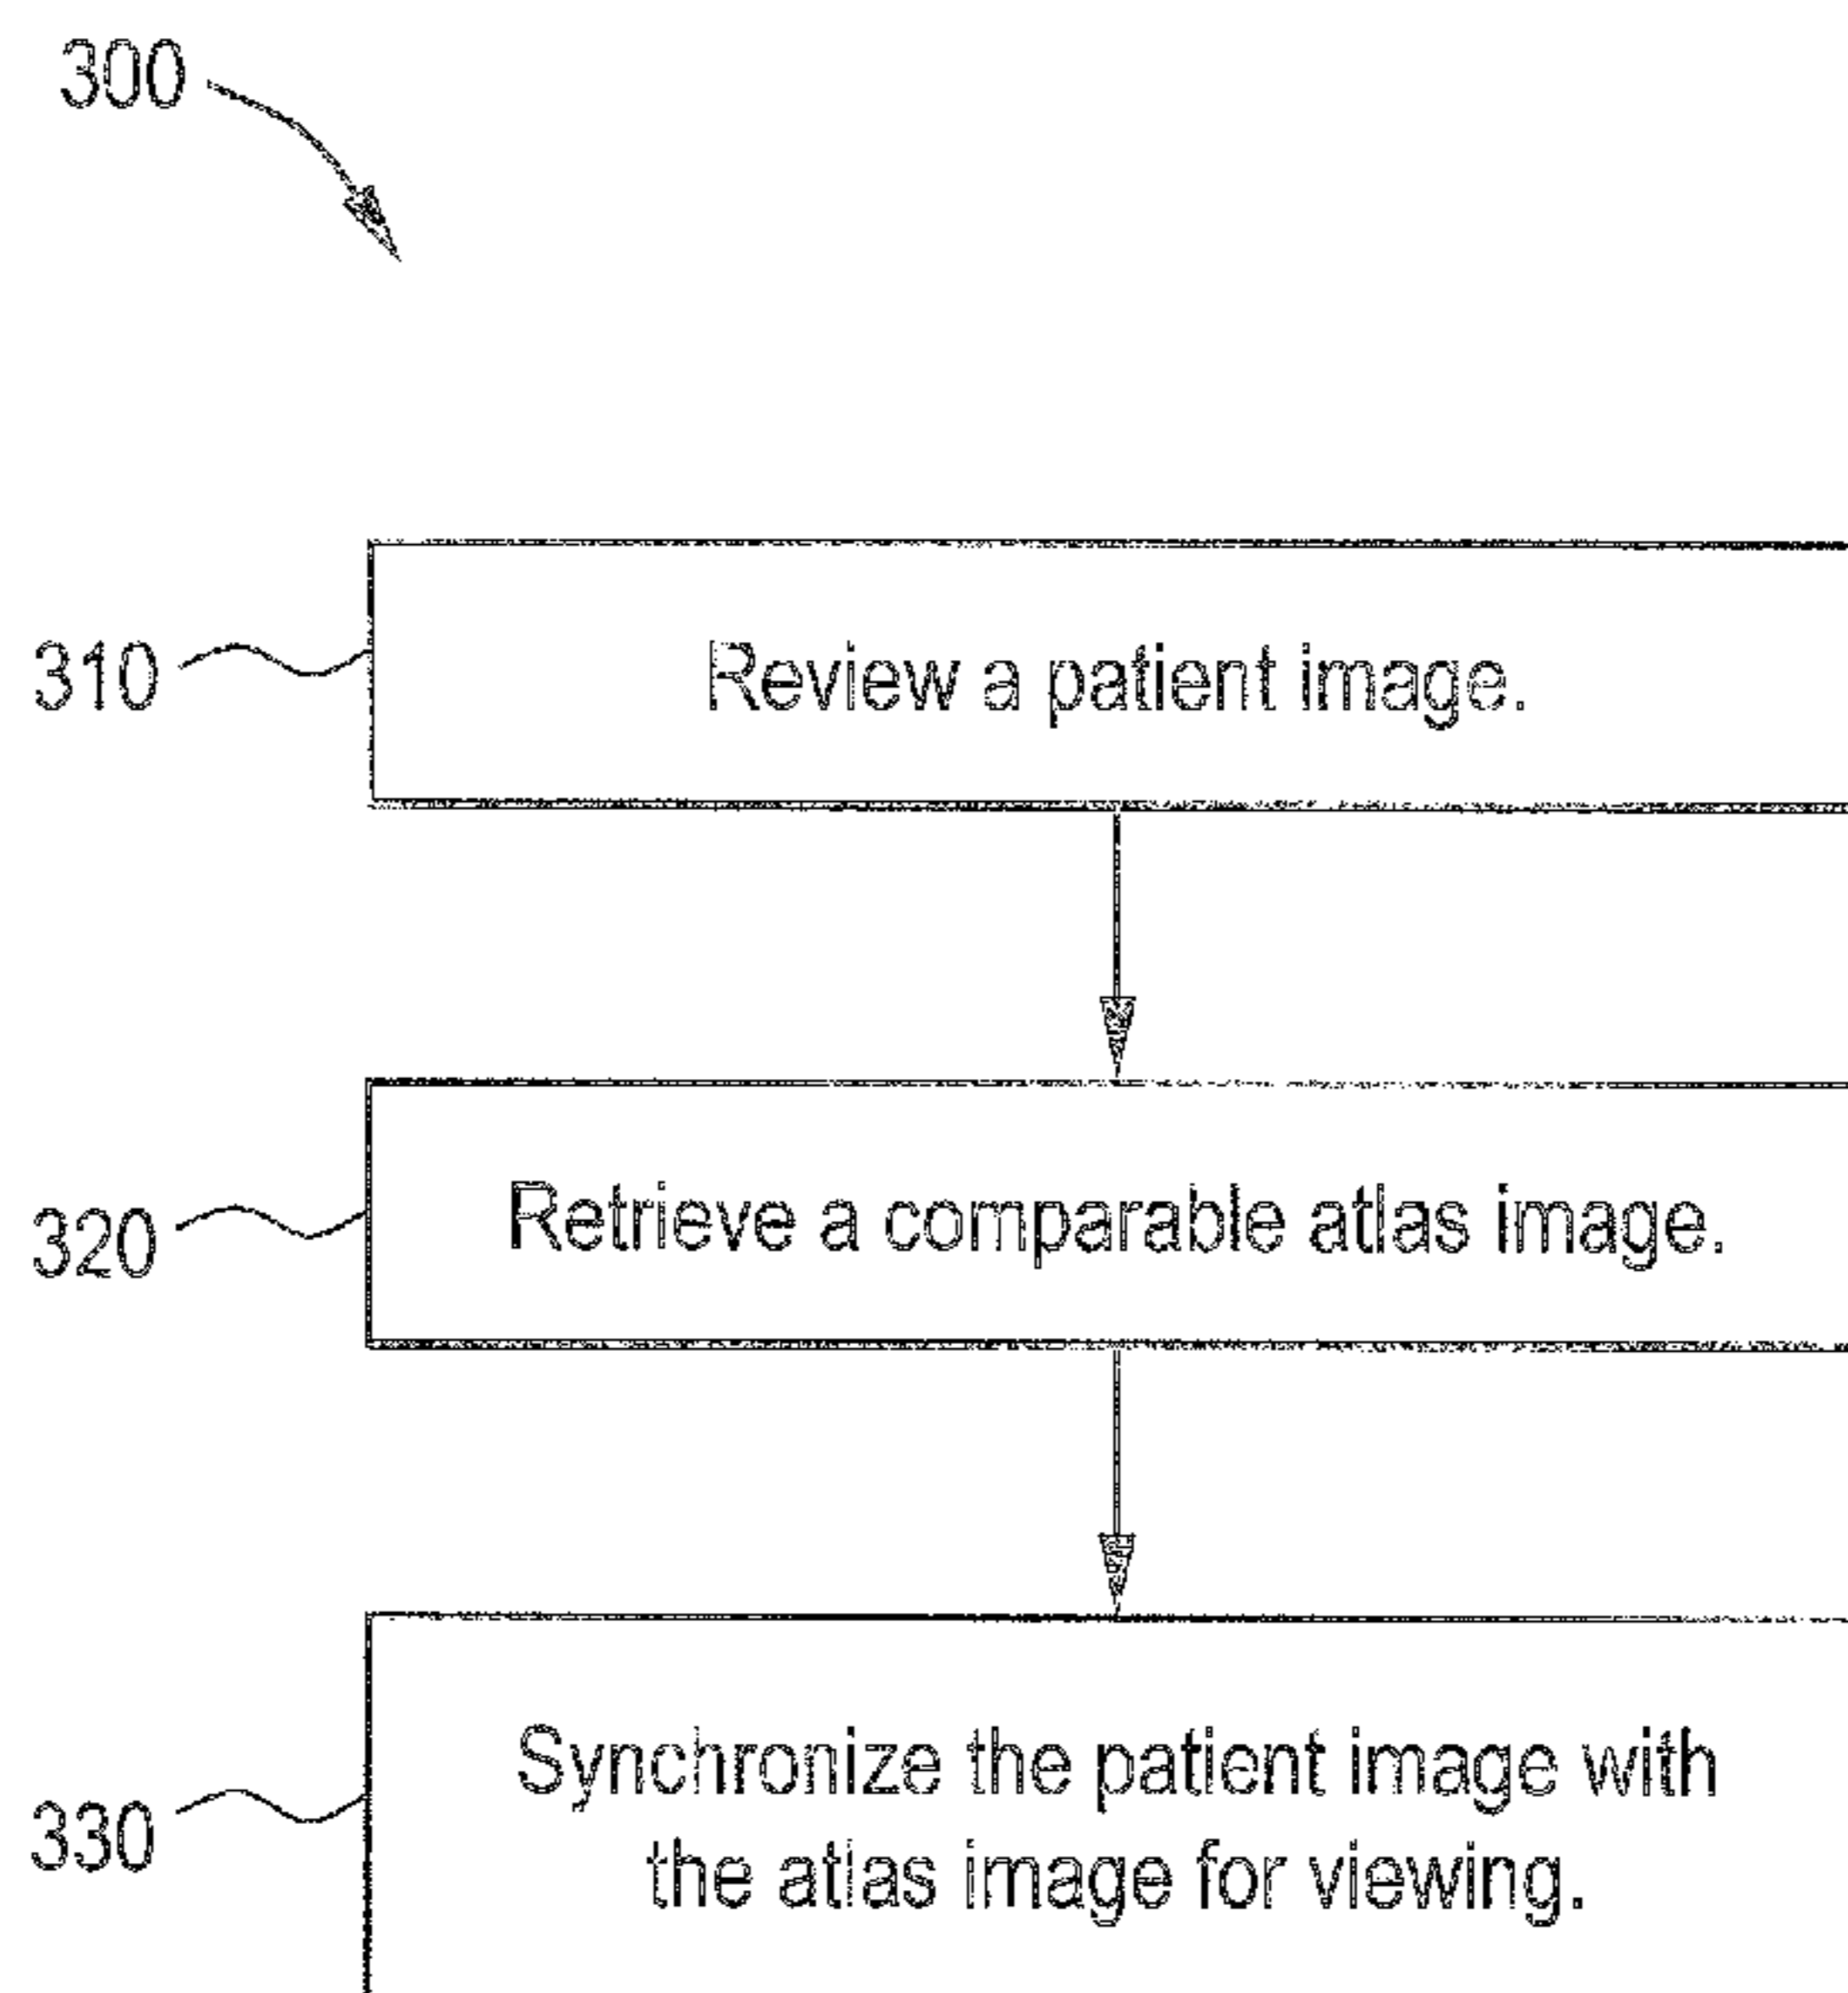 300
310
Review a patient image.
320
Retrieve a comparable atlas image.
330
Synchronize the patient image with
the atlas image for viewing.